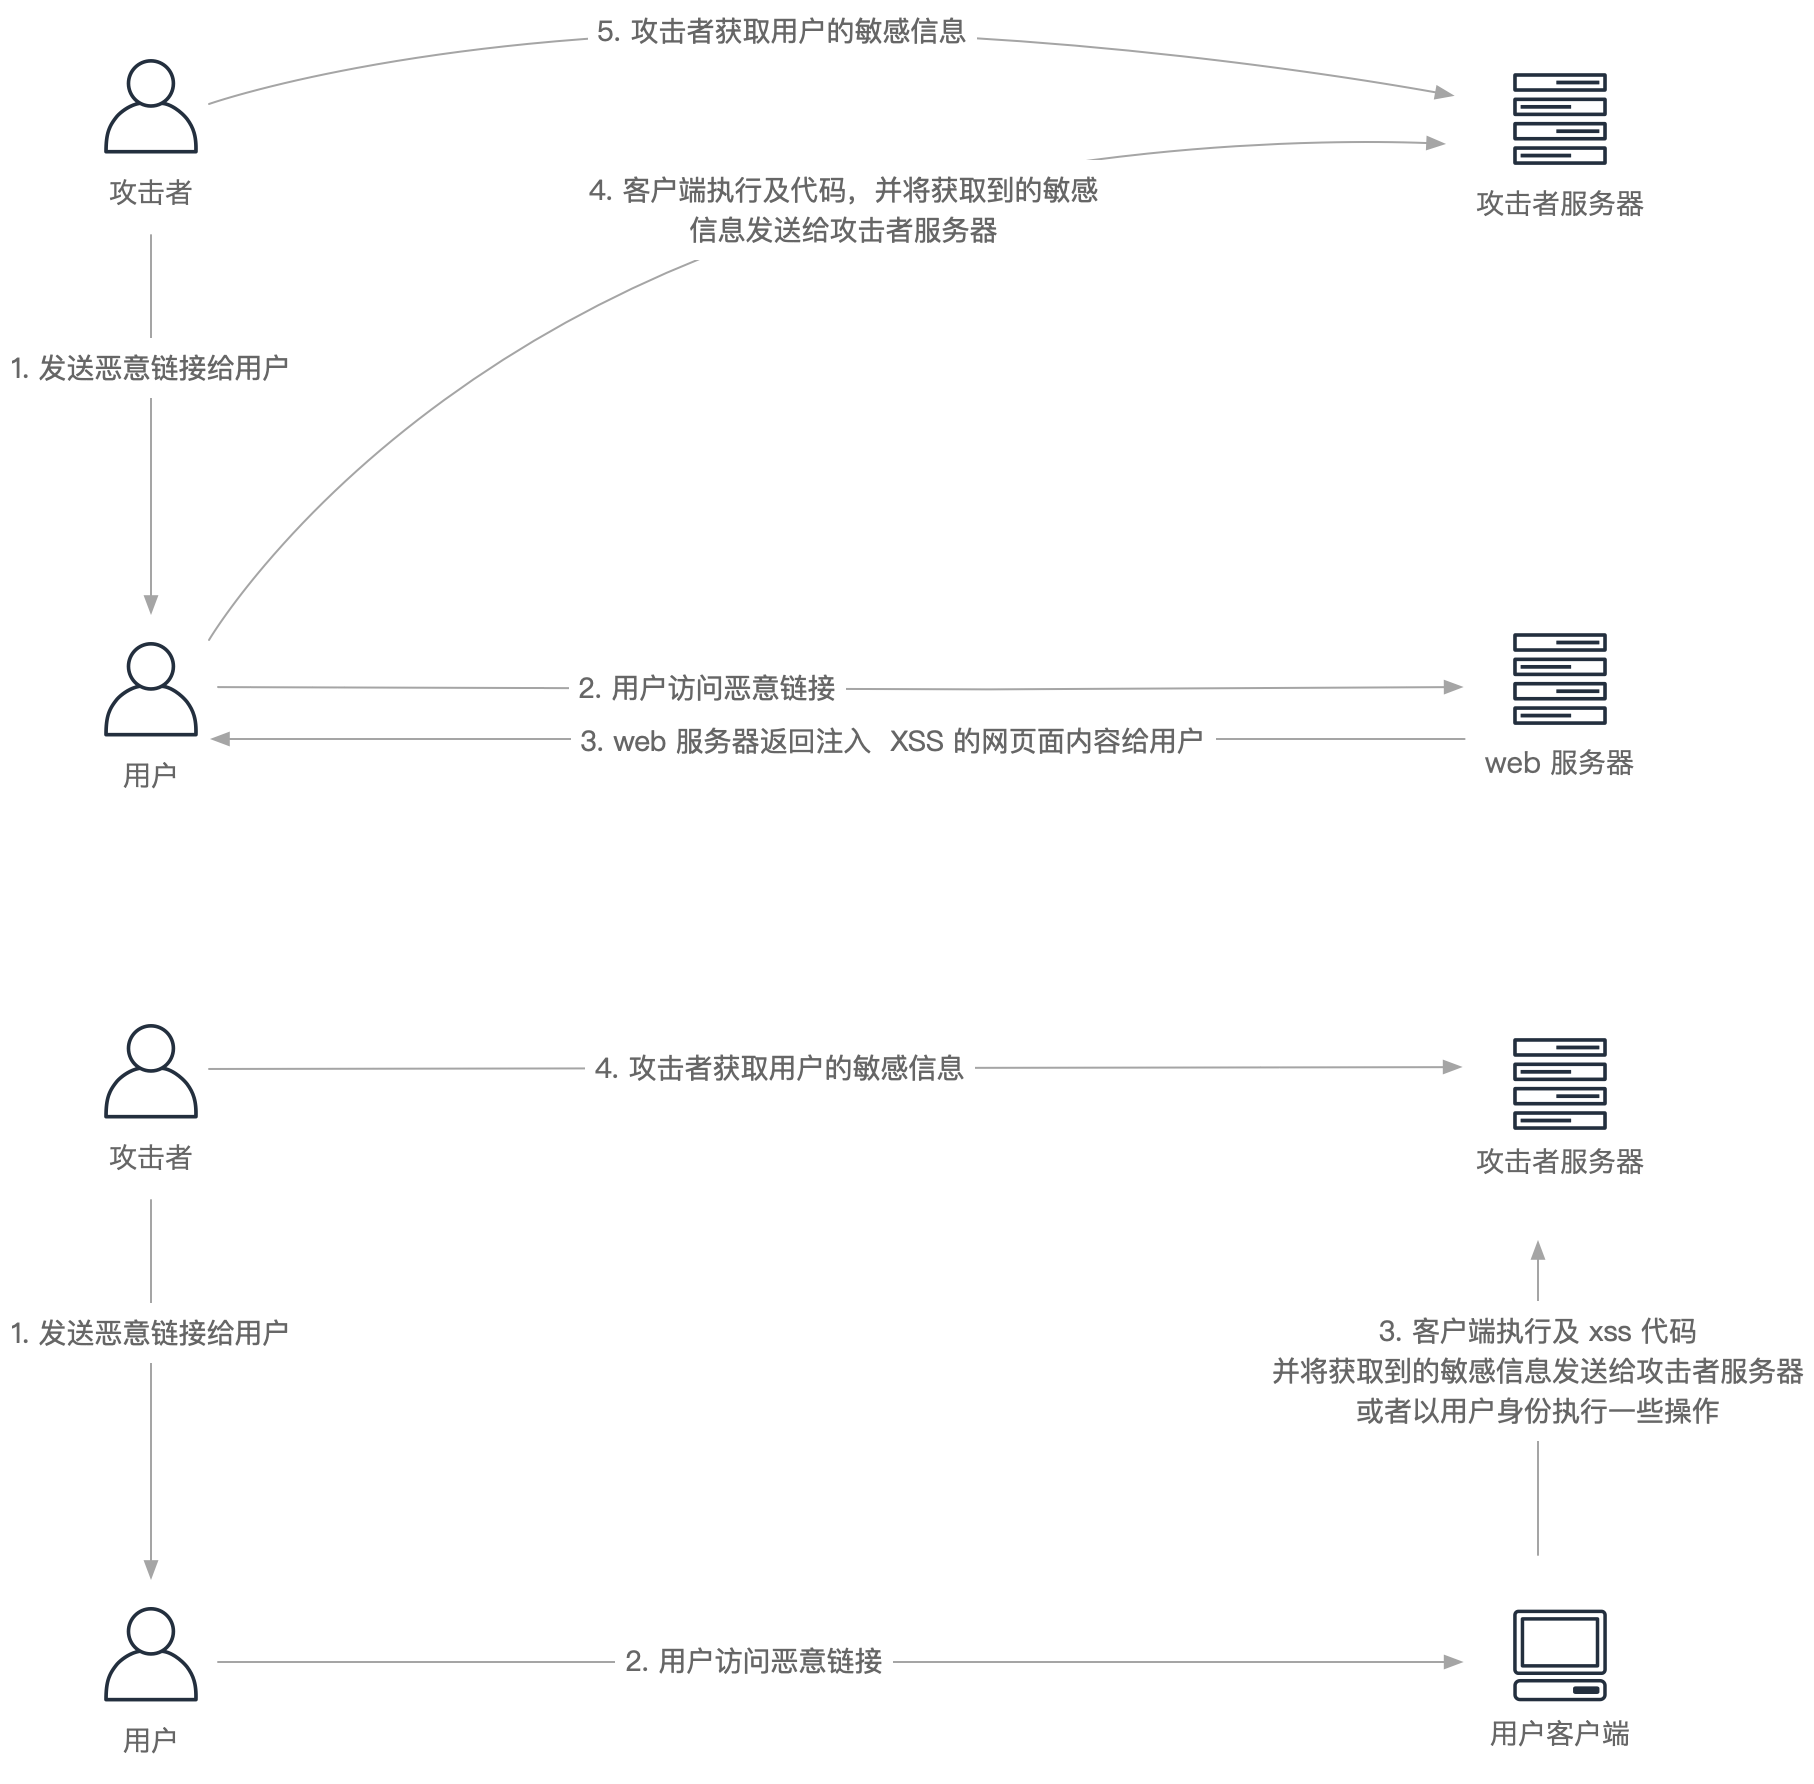 5. 攻击者获取用户的敏感信息
攻击者
4. 客户端执行及代码，并将获取到的敏感
信息发送给攻击者服务器
攻击者服务器
1. 发送恶意链接给用户
2. 用户访问恶意链接
3. web 服务器返回注入 XSS 的网页面内容给用户
用户
web 服务器
4. 攻击者获取用户的敏感信息
攻击者
攻击者服务器
1. 发送恶意链接给用户
3. 客户端执行及 xss 代码
并将获取到的敏感信息发送给攻击者服务器
或者以用户身份执行一些操作
2. 用户访问恶意链接
用户
用户客户端